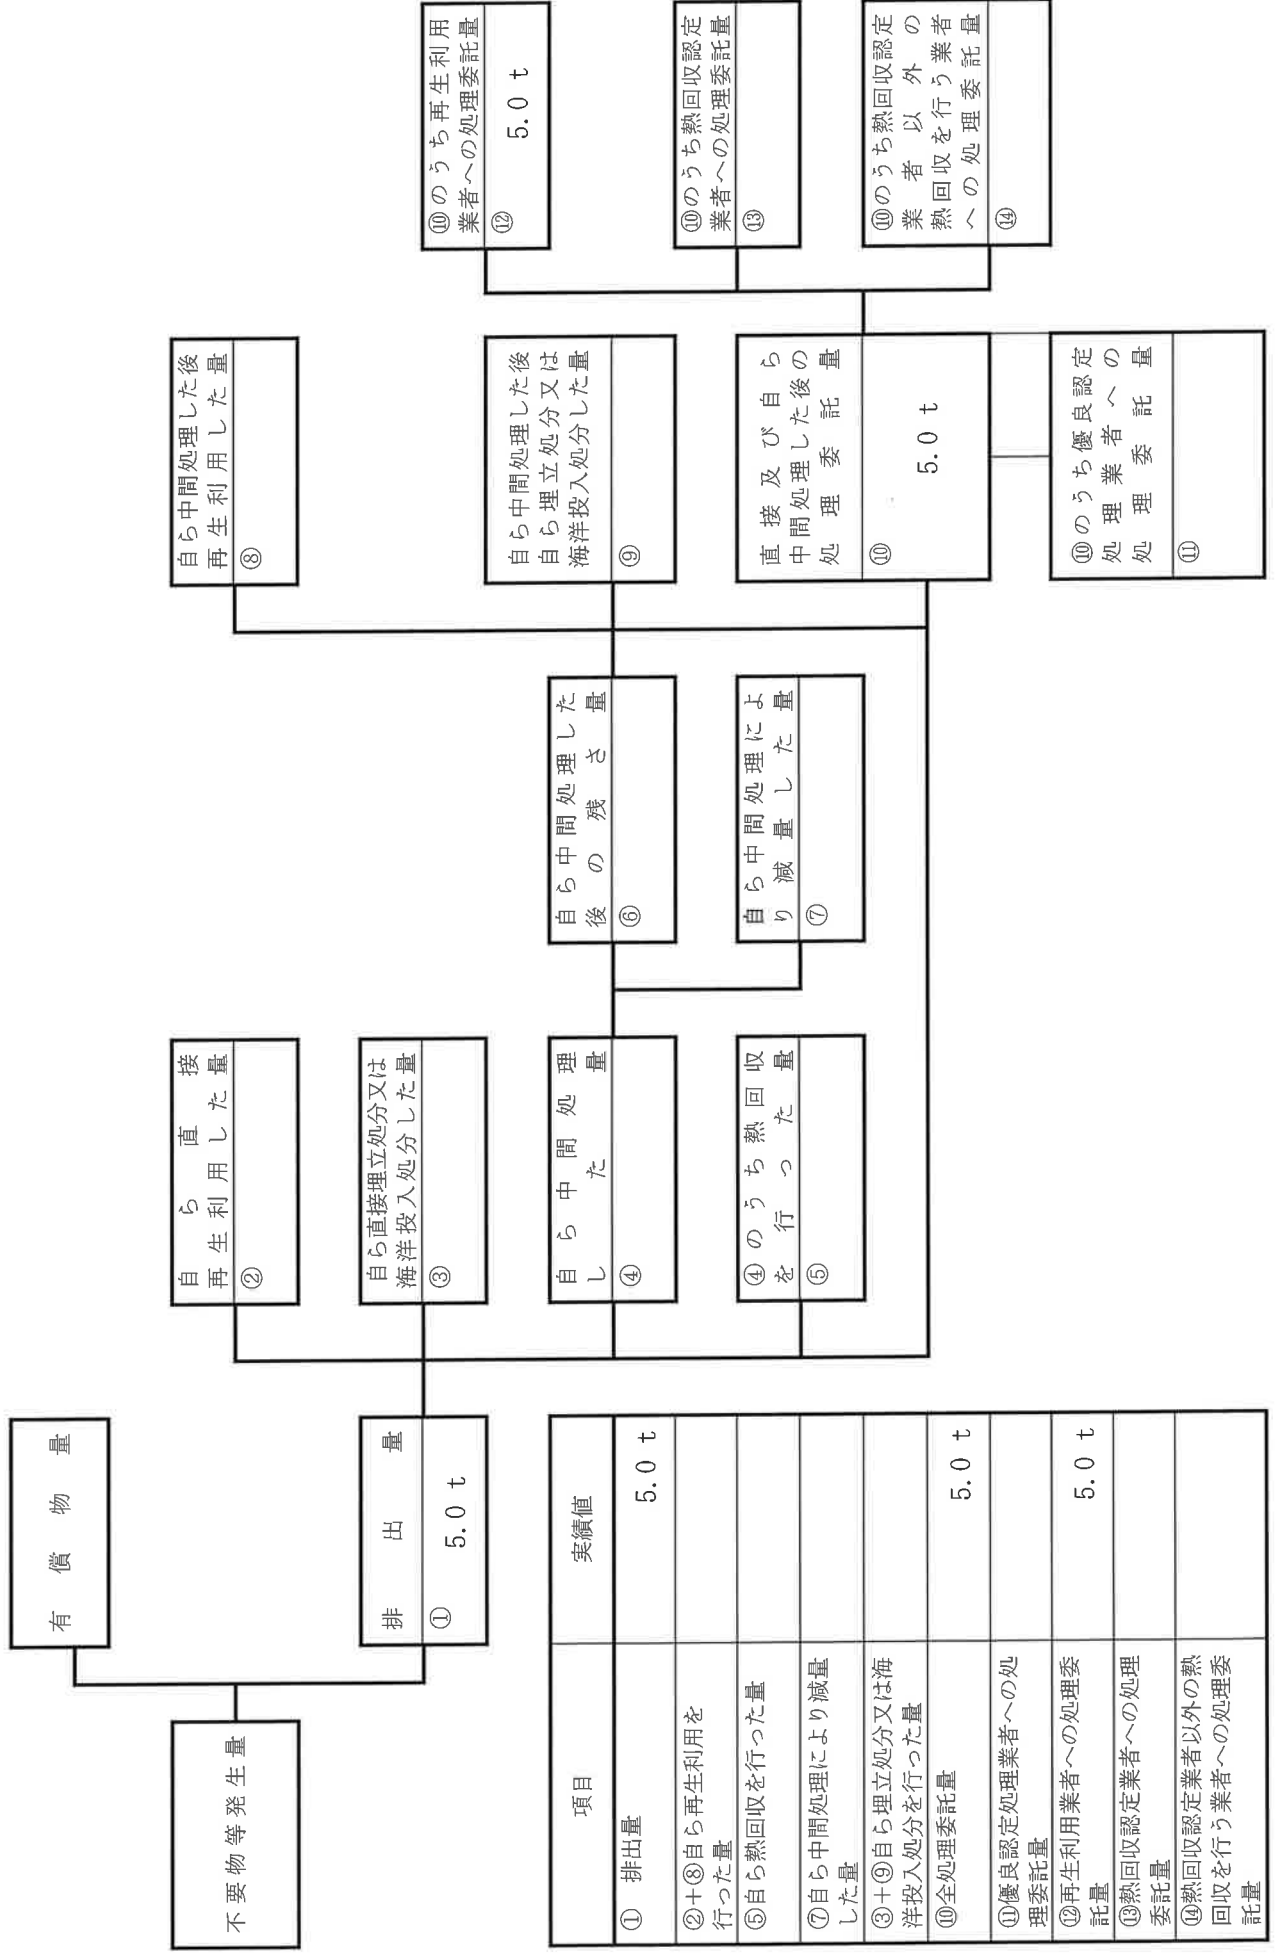 有償物量
不要物等発生量
排出量
①
5.0 t
自ら直接
再生利用した量
②
自ら直接埋立処分又は
海洋投入処分した量
③
自ら中間処理
した量
④
④のうち熱回収
を行った量
⑤
自ら中間処理した
後の残さ量
⑥
自ら中間処理によ
り減量した量
⑦
自ら中間処理した後
再生利用した量
⑧
自ら中間処理した後
自ら埋立処分又は
海洋投入処分した量
⑨
直接及び自ら
中間処理した後の
処理委託量
⑩
5.0 t
⑩のうち優良認定
処理業者への
処理委託量
⑪
⑩のうち再生利用
業者への処理委託量
⑫
5.0 t
⑩のうち熱回収認定
業者への処理委託量
⑬
⑩のうち熱回収認定
業者以外の
熱回収を行う業者
への処理委託量
⑭
項目 実績値
① 排出量 5.0 t
②+⑧自ら再生利用を
行った量
⑤自ら熱回収を行った量
⑦自ら中間処理により減量
した量
③+⑨自ら埋立処分又は海
洋投入処分を行った量
⑩全処理委託量 5.0 t
⑪優良認定処理業者への処
理委託量
⑫再生利用業者への処理委 5.0 t
託量
⑬熱回収認定業者への処理
委託量
⑭熱回収認定業者以外の熱
回収を行う業者への処理委
託量